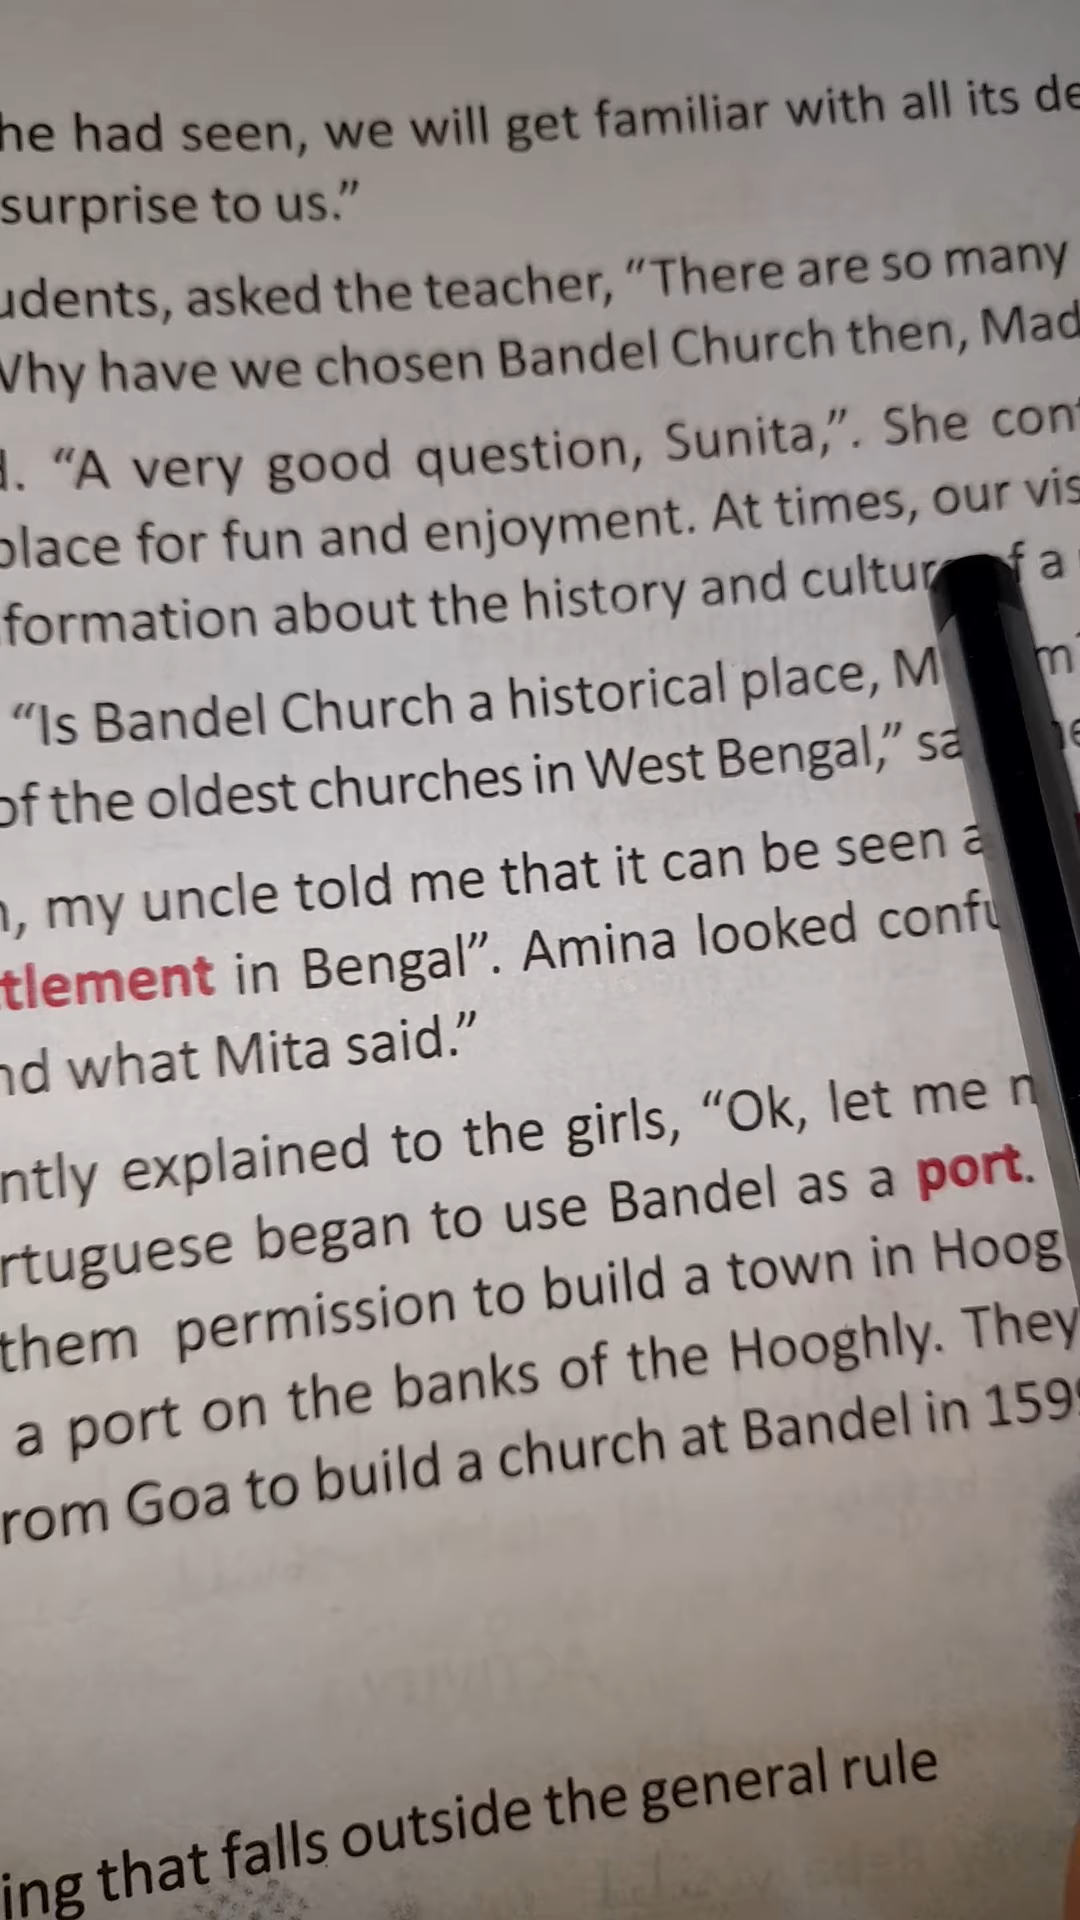 he had seen, we will get familiar with all its de
surprise to us.”
udents, asked the teacher, “There are so many
Why have we chosen Bandel Church then, Mad
d. “A very good question, Sunita,”. She cont
place for fun and enjoyment. At times, our vis
formation about the history and culture of a
“Is Bandel Church a historical place, M m
of the oldest churches in West Bengal,” sa he
n, my uncle told me that it can be seen a
tlement in Bengal”. Amina looked confu
nd what Mita said.”
ntly explained to the girls, “Ok, let me m
rtuguese began to use Bandel as a port.
them permission to build a town in Hoog
a port on the banks of the Hooghly. They
rom Goa to build a church at Bandel in 159
ing that falls outside the general rule